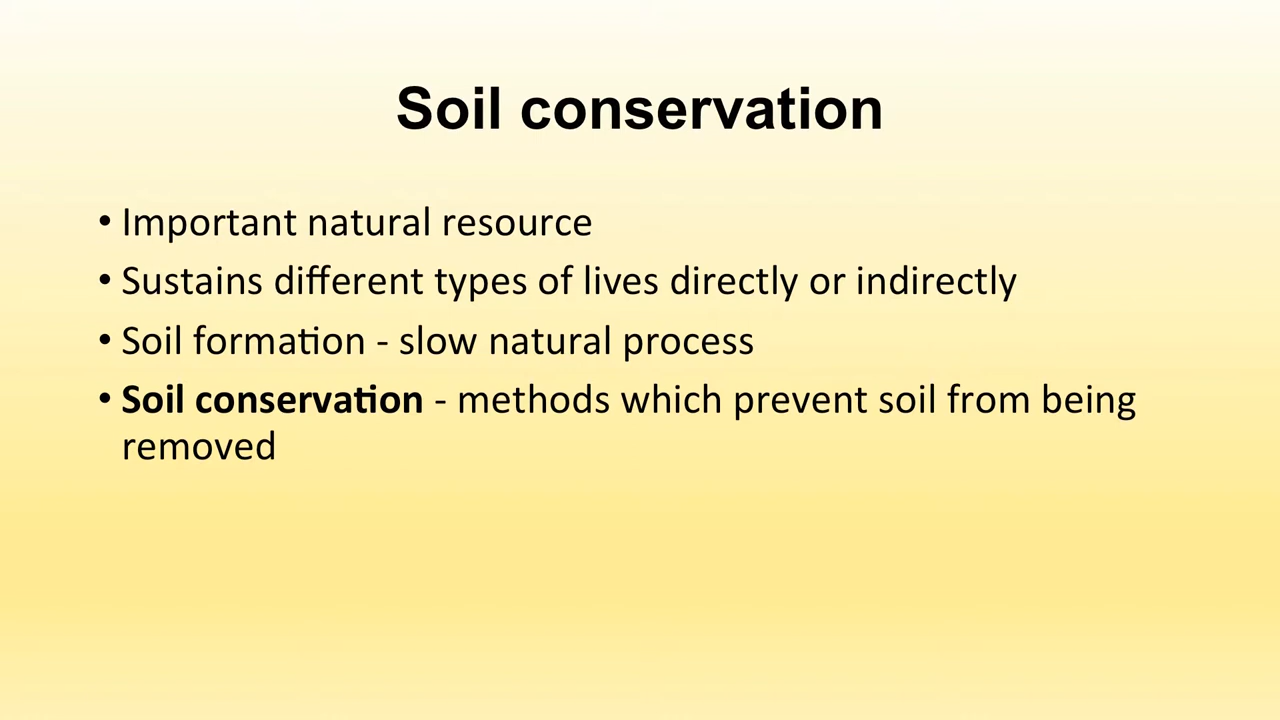 Soil conservation
• Important natural resource
• Sustains different types of lives directly or indirectly
• Soil formation - slow natural process
• Soil conservation - methods which prevent soil from being
removed